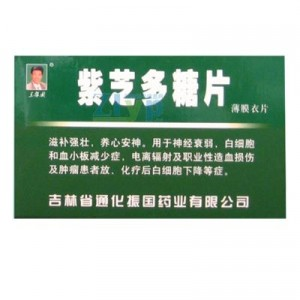 紫芝多糖片
薄膜衣片
滋补强壮，养心安神。用于神经衰弱，白细胞
和血小板减少症，电离辐射及职业性造血损伤
及肿瘤患者放、化疗后白细胞下降等症。
吉林省通化振国药业有限公司